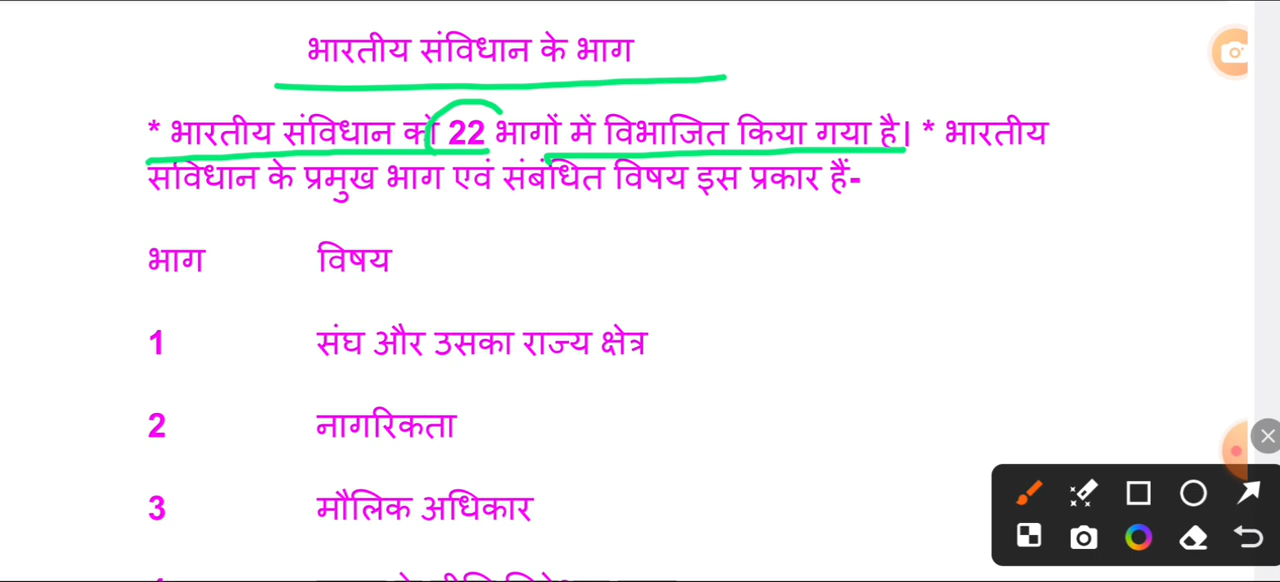 भारतीय संविधान के भाग
* भारतीय संविधान को 22 भागों में विभाजित किया गया है। * भारतीय
संविधान के प्रमुख भाग एवं संबंधित विषय इस प्रकार हैं-
भाग विषय
1 संघ और उसका राज्य क्षेत्र
2 नागरिकता
3 मौलिक अधिकार